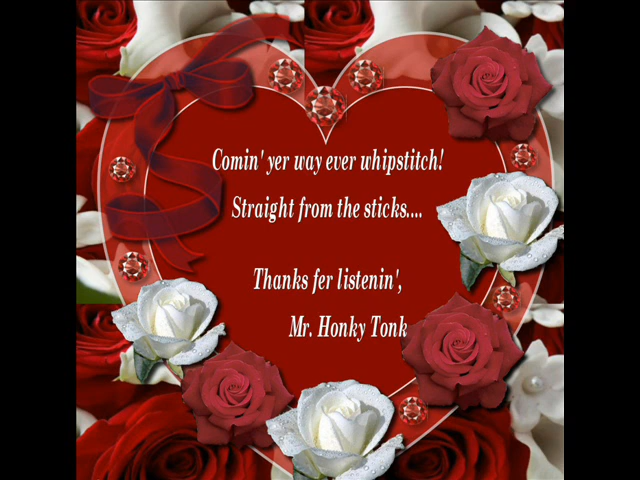 Comin' yer way ever whipstitch!
Straight from the sticks....
Thanks fer listenin',
Mr. Honky Tonk